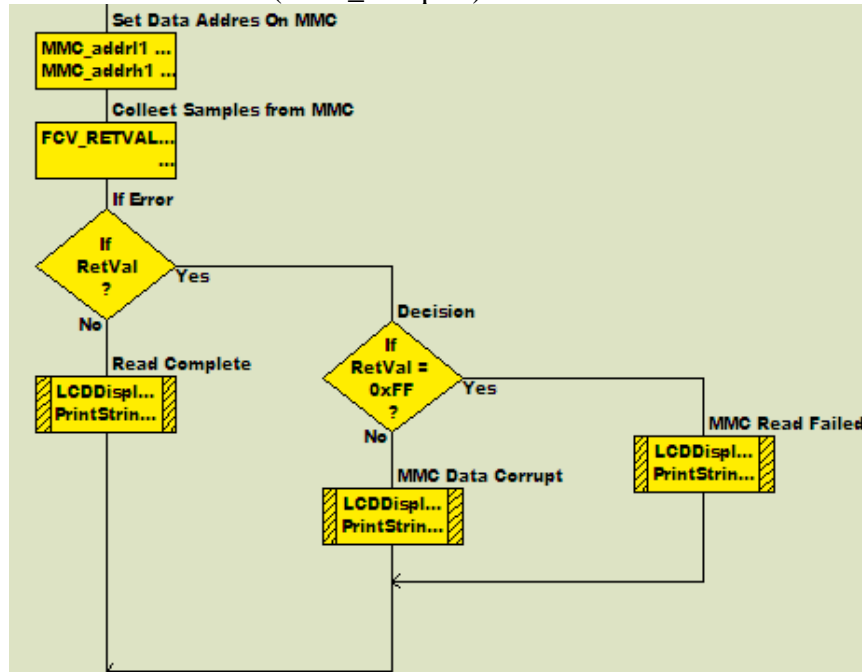 Set Data Addres On MMC
MMC_addrl1 ...
MMC_addrh1 ...
Collect Samples from MMC
FCV_RETVAL...
...
If Error
If
RetVal
?
Yes
No
Decision
If
RetVal =
0xFF
?
Yes
No
Read Complete
LCDDispl...
PrintStrin...
MMC Read Failed
LCDDispl...
PrintStrin...
MMC Data Corrupt
LCDDispl...
PrintStrin...